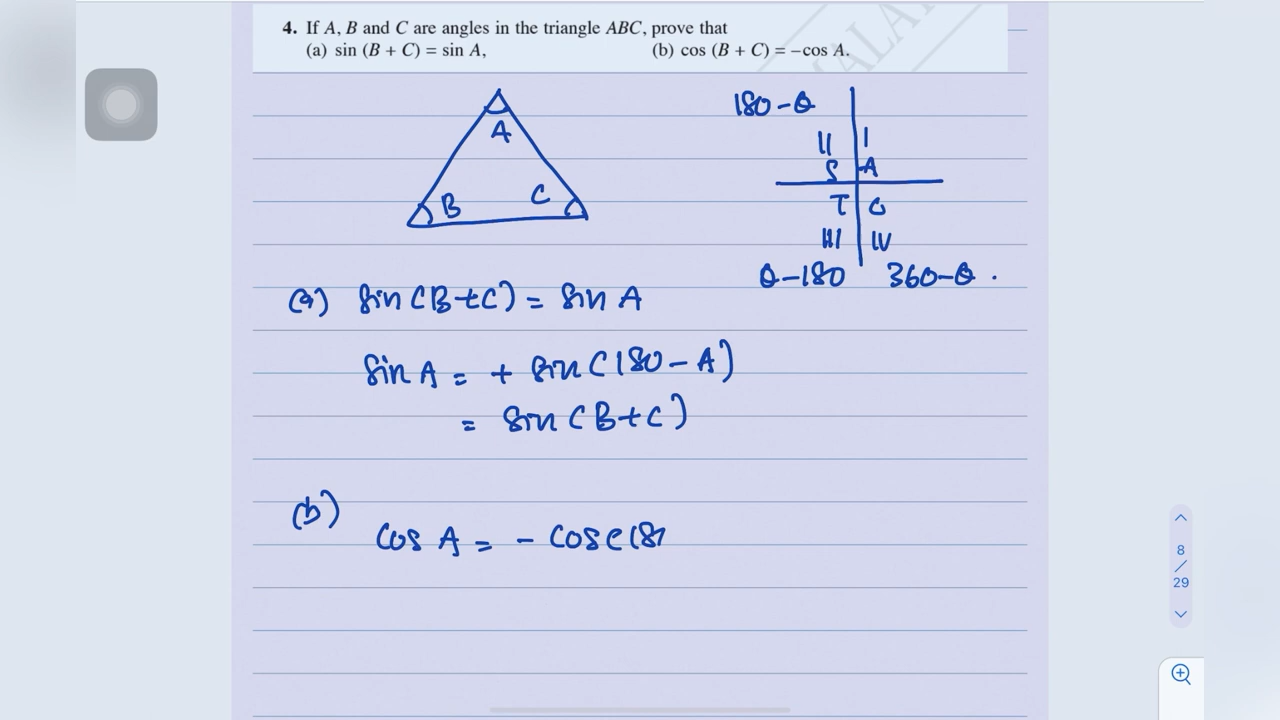 4. If A, B and C are angles in the triangle ABC, prove that
(a) sin (B + C) = sin A, (b) cos (B + C) = −cos A.
A
B C
180-θ
II I
S A
T C
III IV
θ-180 360-θ .
(a) sin (B+C) = sin A
sin A = + sin (180 - A)
= sin (B+C)
(b)
cos A = - cos (18
8
/
29